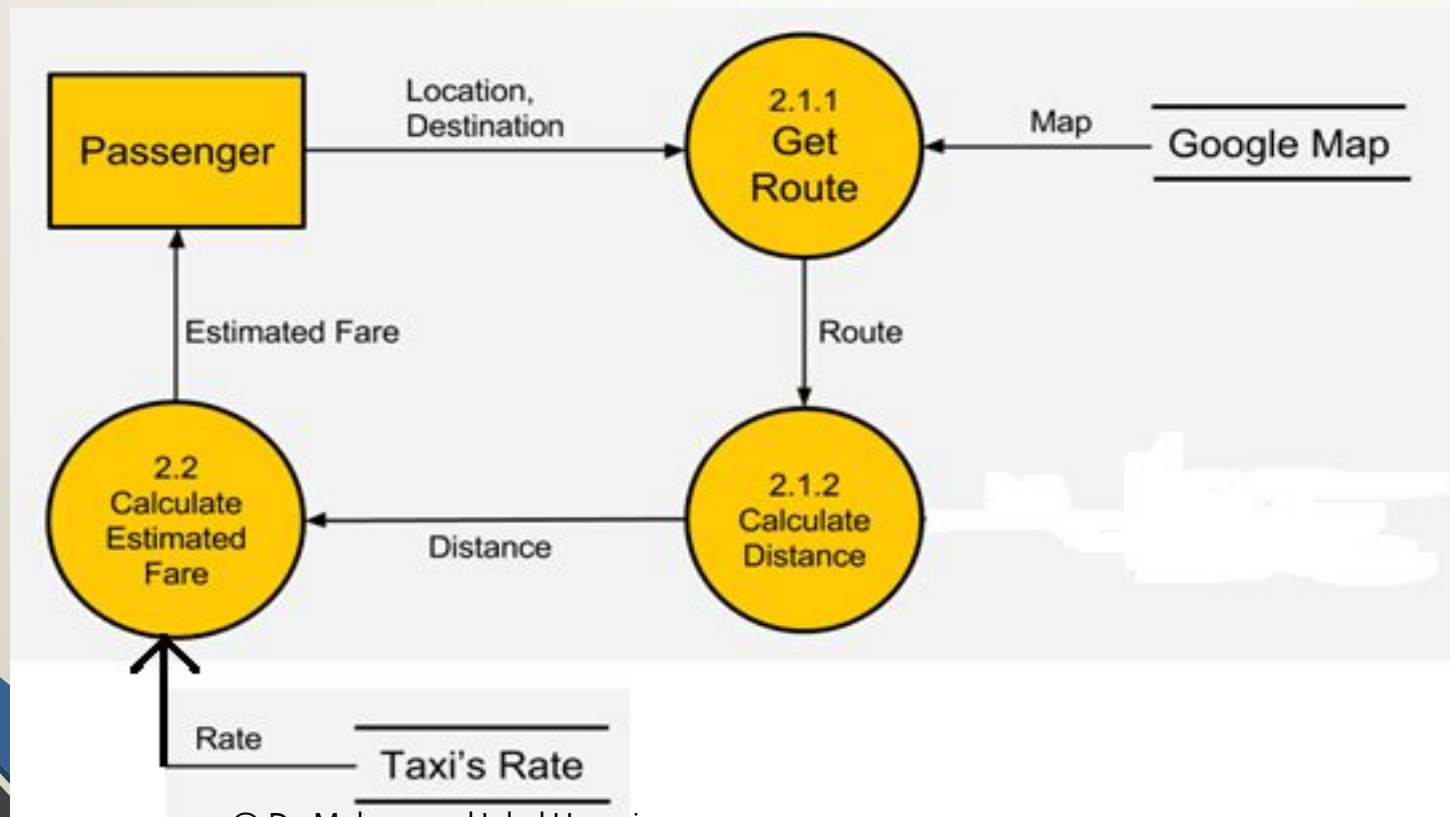 Passenger
Location,
Destination
2.1.1
Get
Route
Map
Google Map
Estimated Fare
Route
2.2
Calculate
Estimated
Fare
Distance
2.1.2
Calculate
Distance
Rate
Taxi's Rate